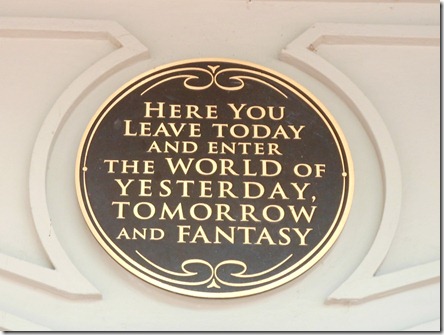 HERE YOU
LEAVE TODAY
AND ENTER
THE WORLD OF
YESTERDAY,
TOMORROW
AND FANTASY